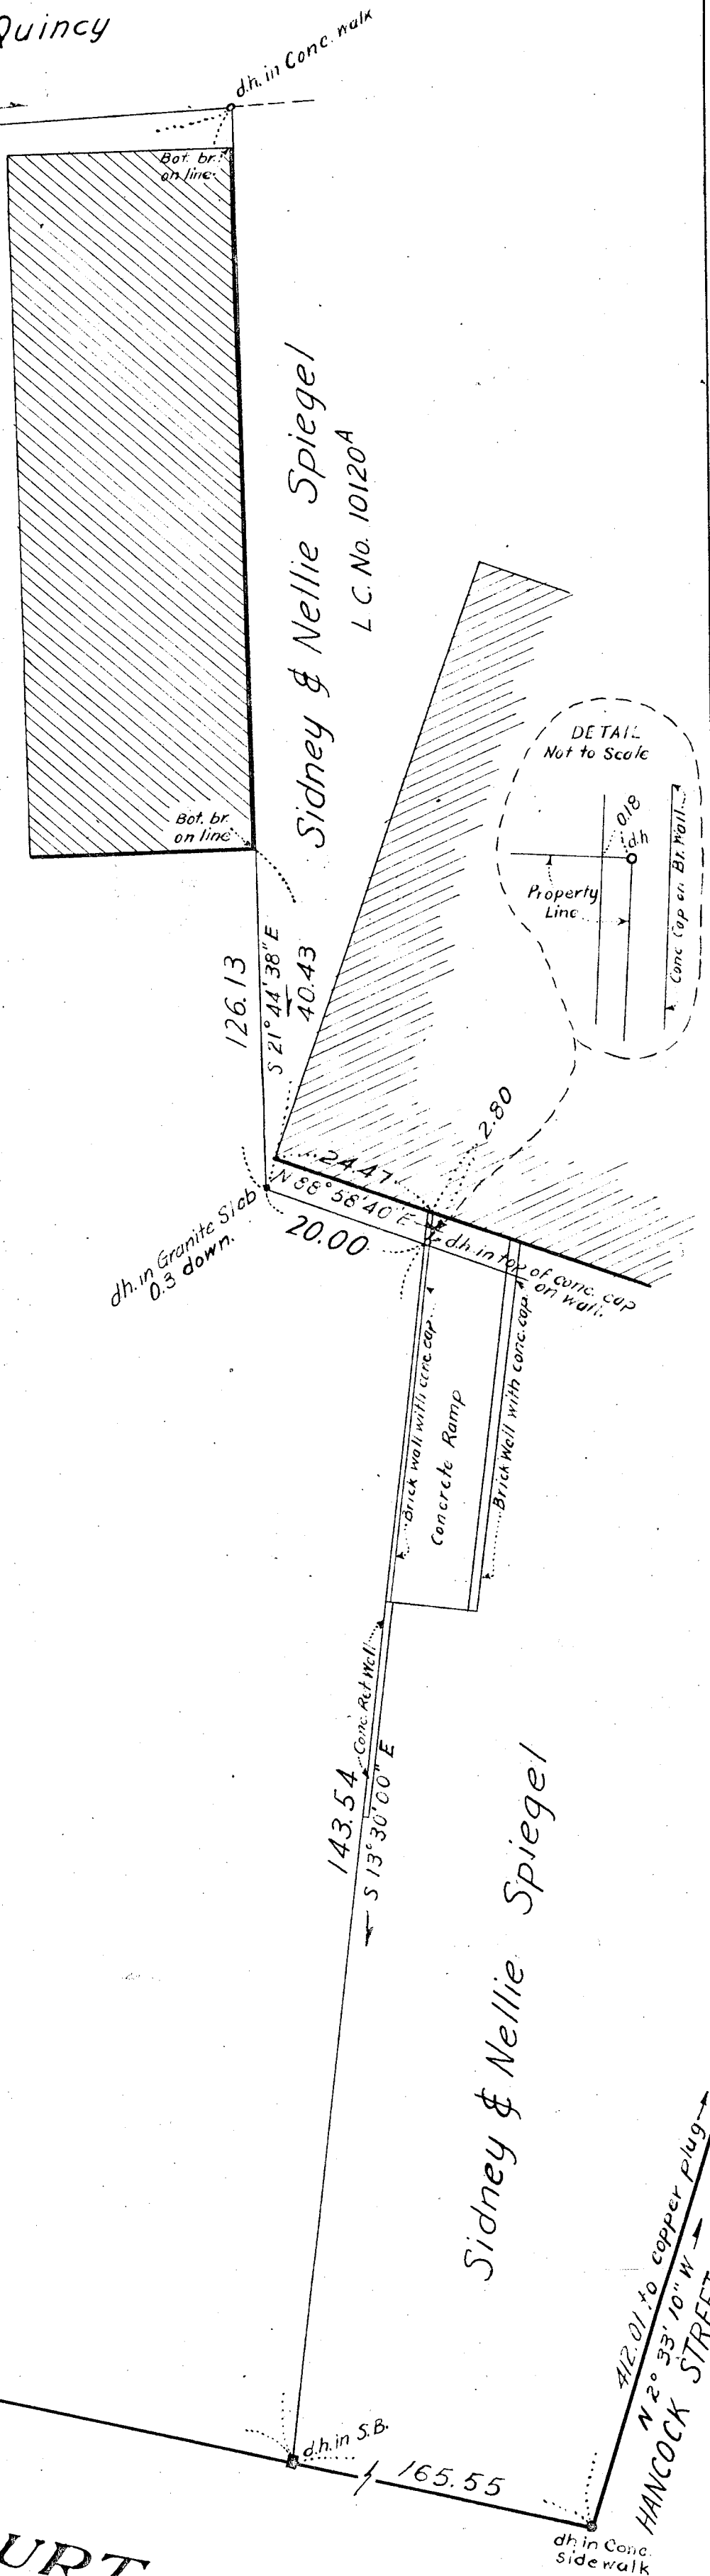 Quincy
d.h. in Conc. walk
Bot. br.
on line
Sidney & Nellie Spiegel
L C. No. 10120A
Bot. br.
on line
DETAIL
Not to Scale
0.18
d.h
Property
Line
Conc Cap on Br. Wall
126.13
S 21° 44' 38" E
40.43
2.80
24.47
N 88° 58' 40" E
20.00
dh. in Granite Slab
0.3 down.
dh. in top of conc. cap
on wall.
Brick wall with conc. cap
Concrete Ramp
Brick Wall with conc. cap
Conc. Ret Wall
143.54
S 13° 30' 00" E
Sidney & Nellie Spiegel
412.01 to copper plug
N 2° 33' 10" W
HANCOCK STREET
d.h. in S.B.
165.55
dh in Conc.
sidewalk
URT